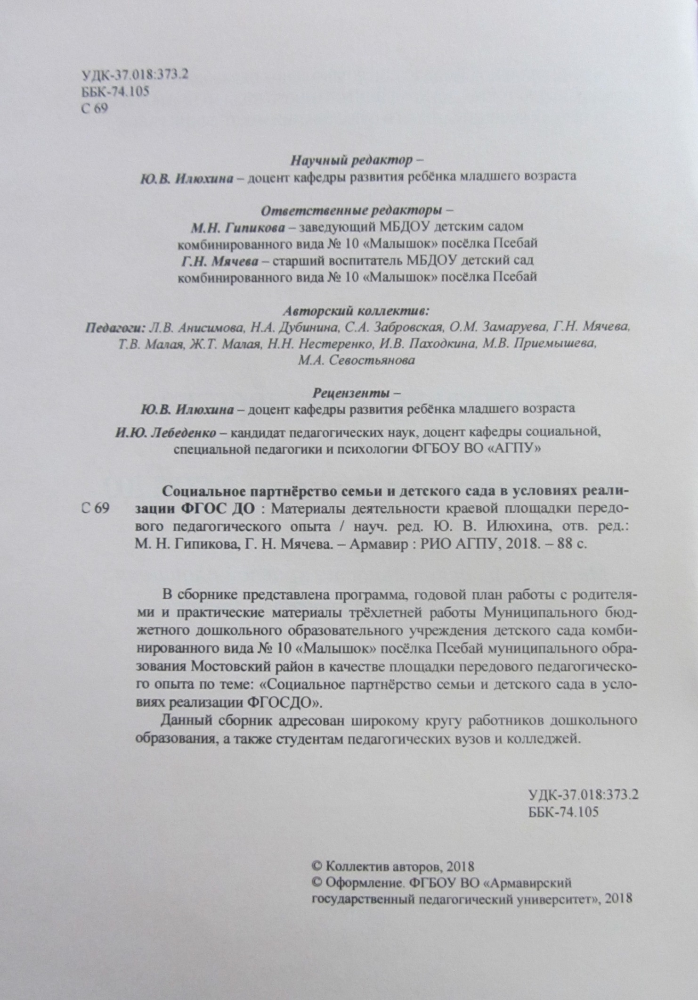 УДК-37.018:373.2
ББК-74.105
С 69
Научный редактор –
Ю.В. Илюхина – доцент кафедры развития ребёнка младшего возраста
Ответственные редакторы –
М.Н. Гипикова – заведующий МБДОУ детским садом
комбинированного вида № 10 «Малышок» посёлка Псебай
Г.Н. Мячева – старший воспитатель МБДОУ детский сад
комбинированного вида № 10 «Малышок» посёлка Псебай
Авторский коллектив:
Педагоги: Л.В. Анисимова, Н.А. Дубинина, С.А. Забровская, О.М. Замаруева, Г.Н. Мячева,
Т.В. Малая, Ж.Т. Малая, Н.Н. Нестеренко, И.В. Паходкина, М.В. Приемышева,
М.А. Севостьянова
Рецензенты –
Ю.В. Илюхина – доцент кафедры развития ребёнка младшего возраста
И.Ю. Лебеденко – кандидат педагогических наук, доцент кафедры социальной,
специальной педагогики и психологии ФГБОУ ВО «АГПУ»
Социальное партнёрство семьи и детского сада в условиях реали-
С 69 зации ФГОС ДО : Материалы деятельности краевой площадки передо-
вого педагогического опыта / науч. ред. Ю. В. Илюхина, отв. ред.:
М. Н. Гипикова, Г. Н. Мячева. – Армавир : РИО АГПУ, 2018. – 88 с.
В сборнике представлена программа, годовой план работы с родителя-
ми и практические материалы трёхлетней работы Муниципального бюд-
жетного дошкольного образовательного учреждения детского сада комби-
нированного вида № 10 «Малышок» посёлка Псебай муниципального обра-
зования Мостовский район в качестве площадки передового педагогическо-
го опыта по теме: «Социальное партнёрство семьи и детского сада в усло-
виях реализации ФГОСДО».
Данный сборник адресован широкому кругу работников дошкольного
образования, а также студентам педагогических вузов и колледжей.
УДК-37.018:373.2
ББК-74.105
© Коллектив авторов, 2018
© Оформление. ФГБОУ ВО «Армавирский
государственный педагогический университет», 2018